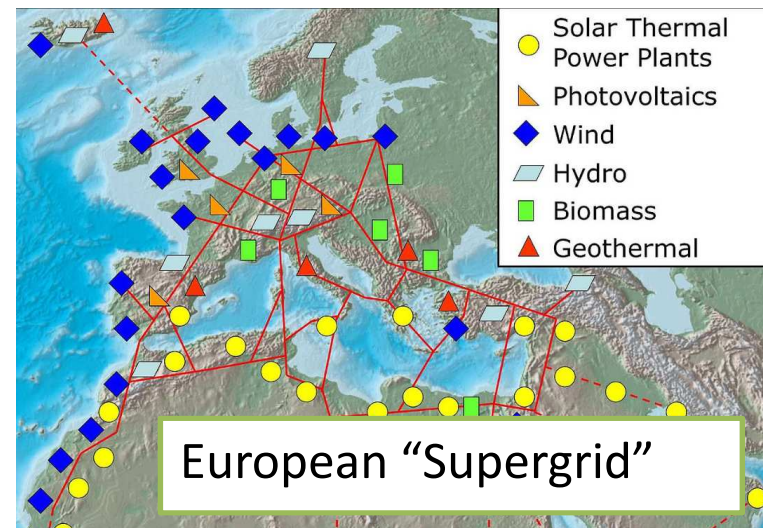 Solar Thermal
Power Plants
Photovoltaics
Wind
Hydro
Biomass
Geothermal
European “Supergrid”